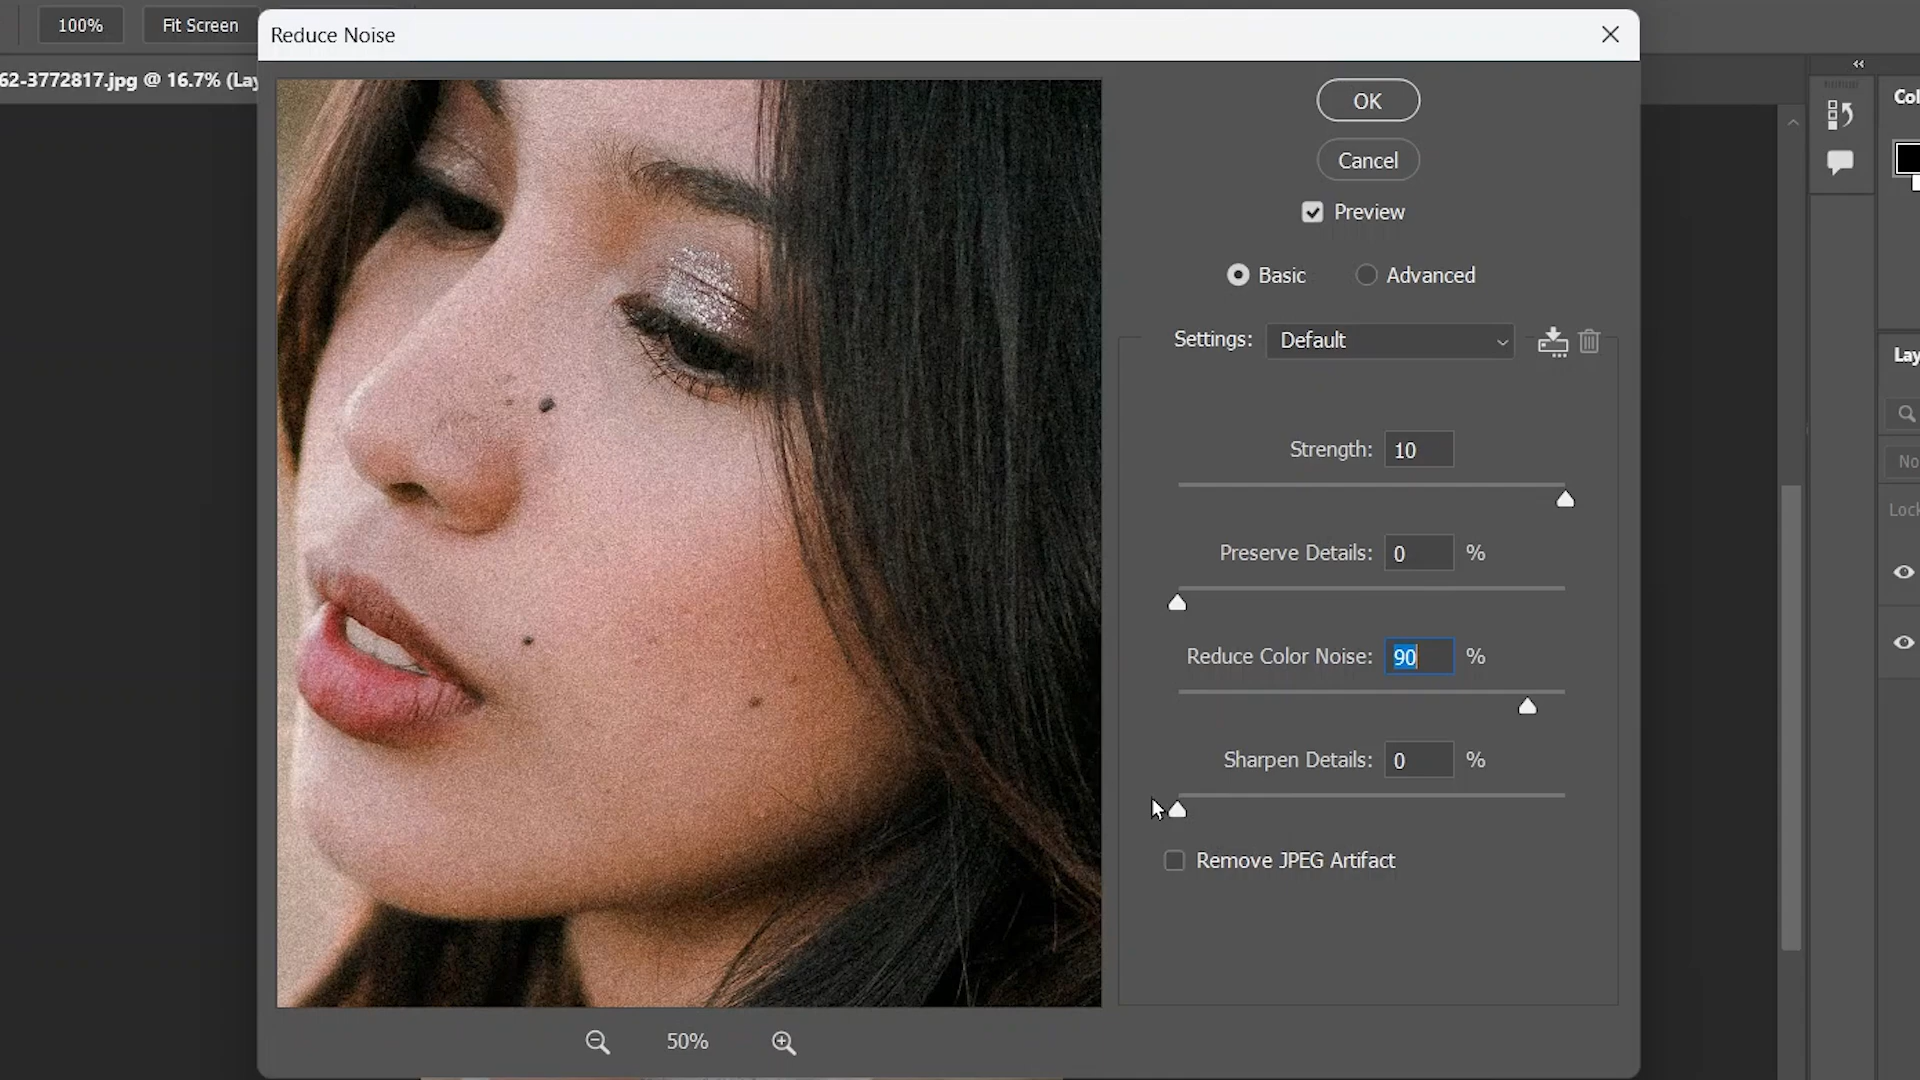 100%
Fit Screen
Reduce Noise
62-3772817.jpg @ 16.7% (Lay
Col
OK
Cancel
Preview
Basic
Advanced
Settings:
Default
Lay
Strength: 10
No
Lock
Preserve Details: 0 %
Reduce Color Noise: 90 %
Sharpen Details: 0 %
Remove JPEG Artifact
50%